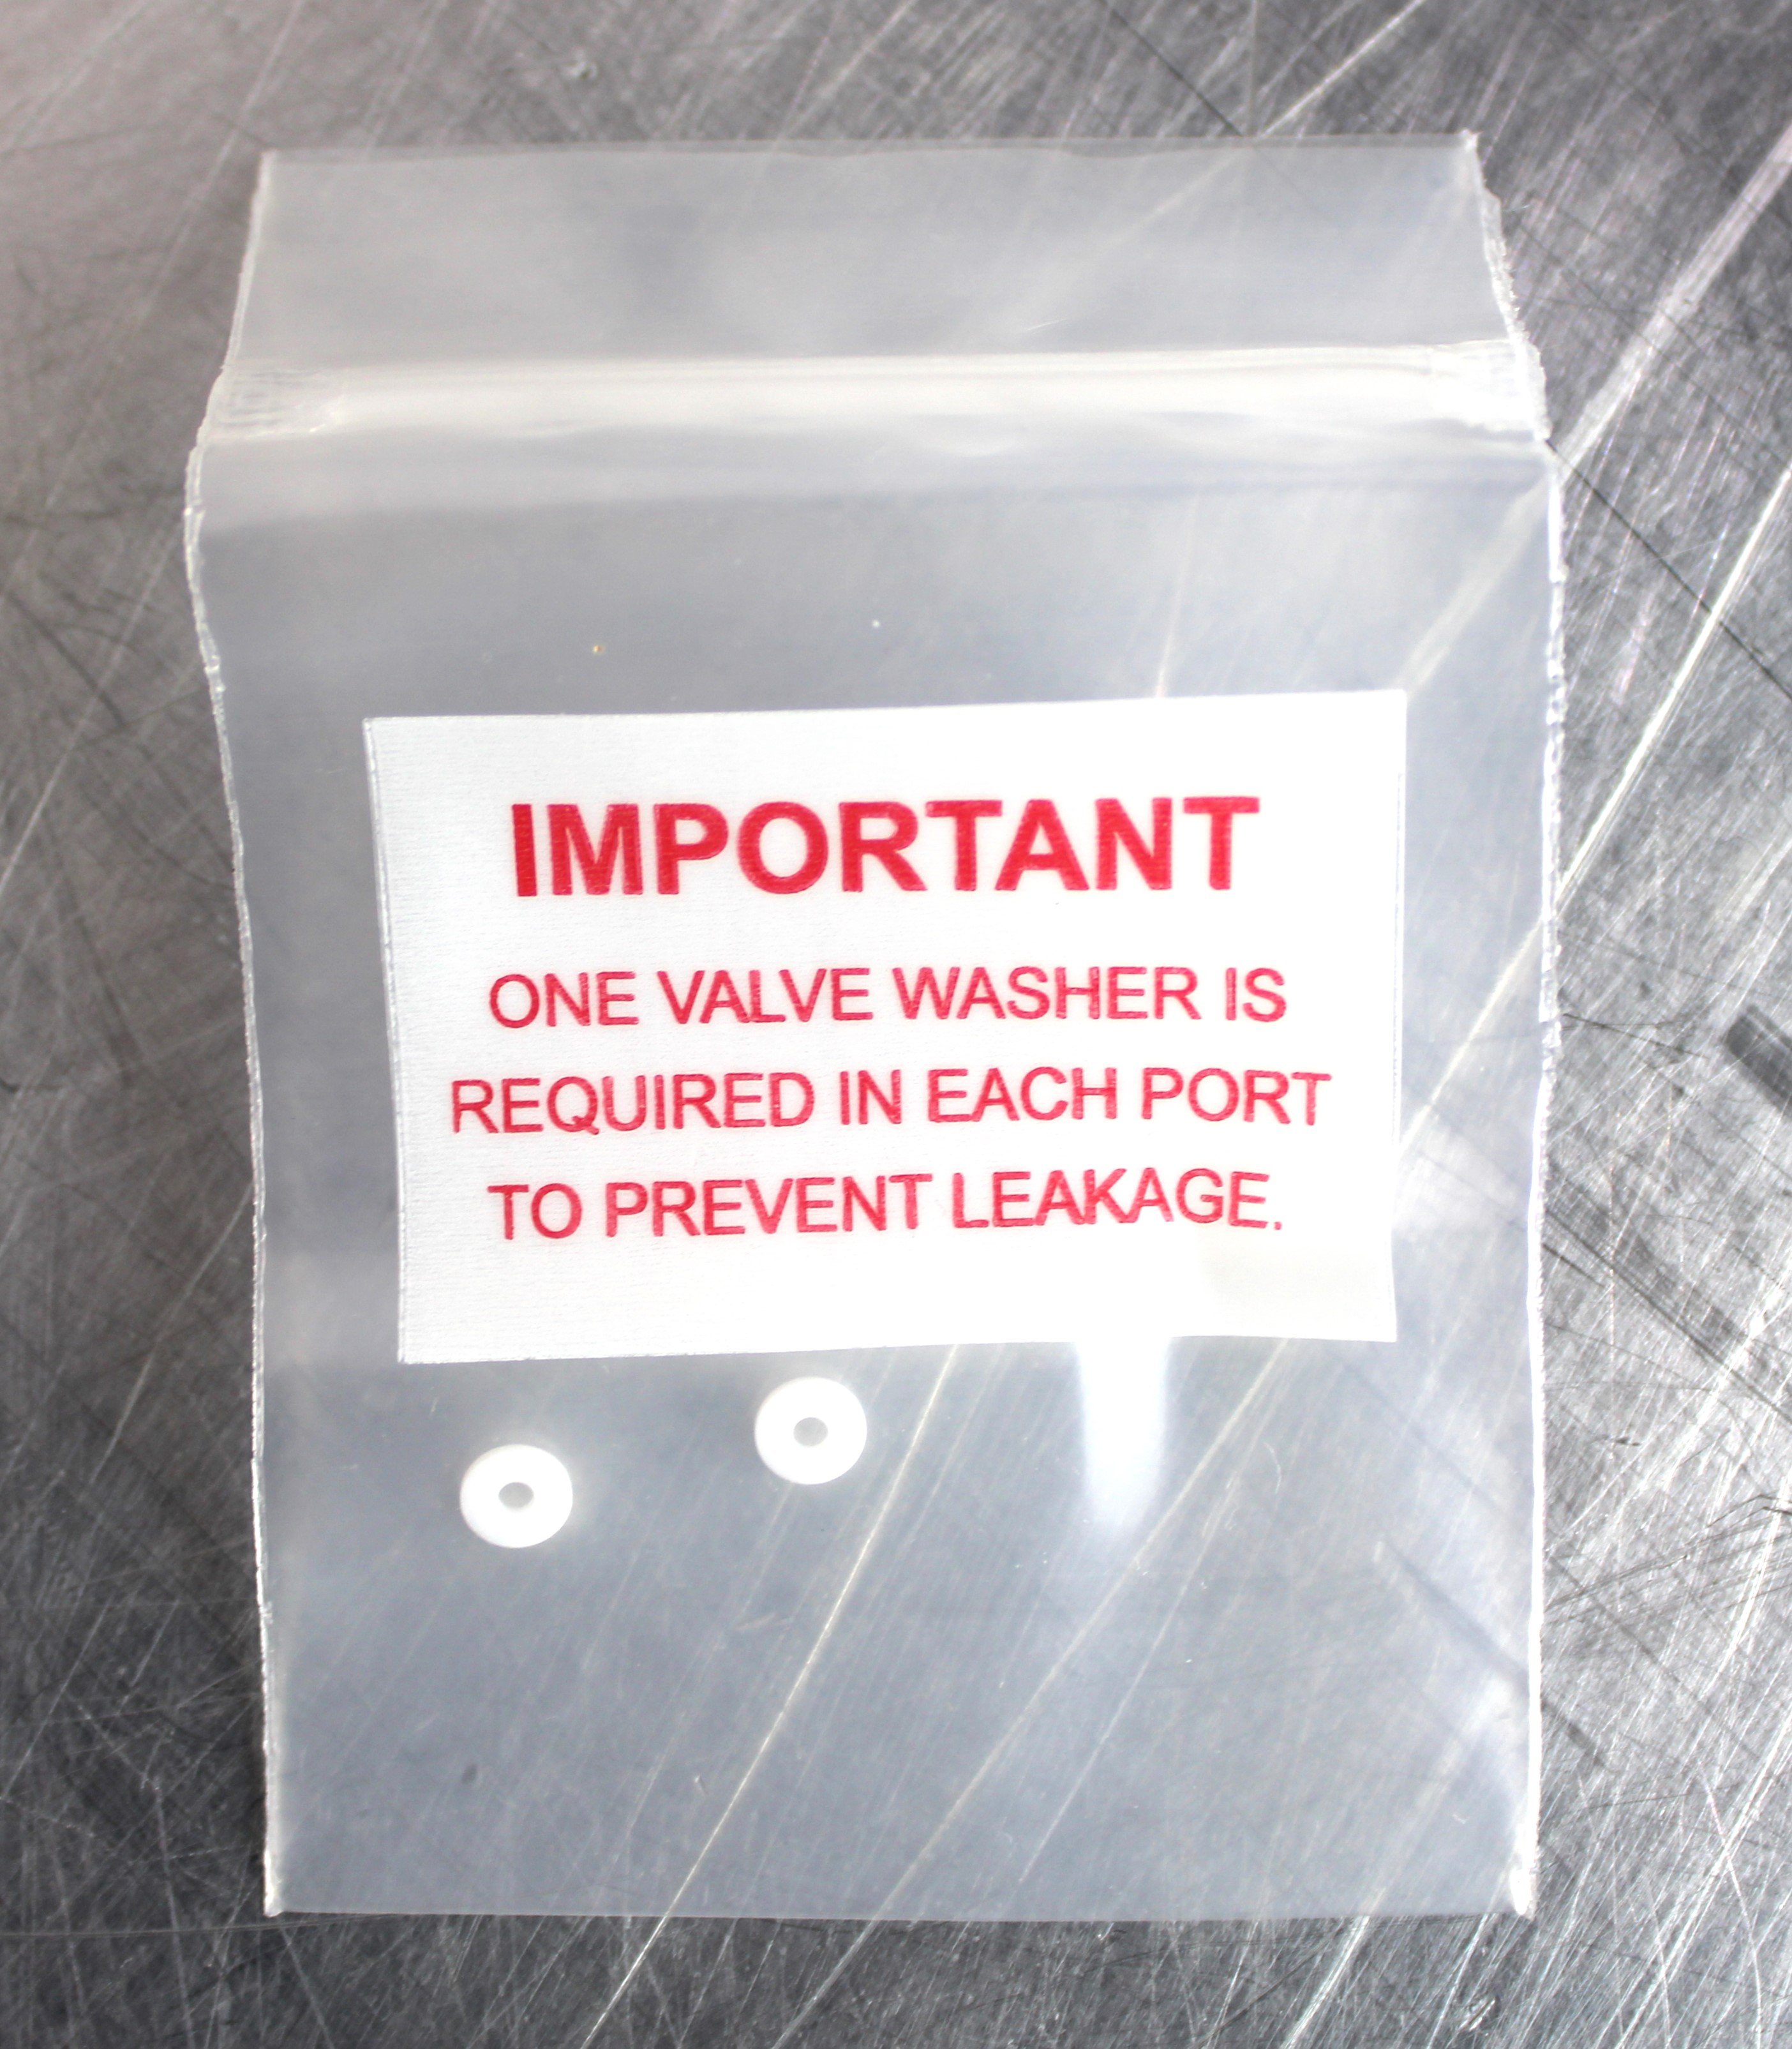 IMPORTANT
ONE VALVE WASHER IS
REQUIRED IN EACH PORT
TO PREVENT LEAKAGE.